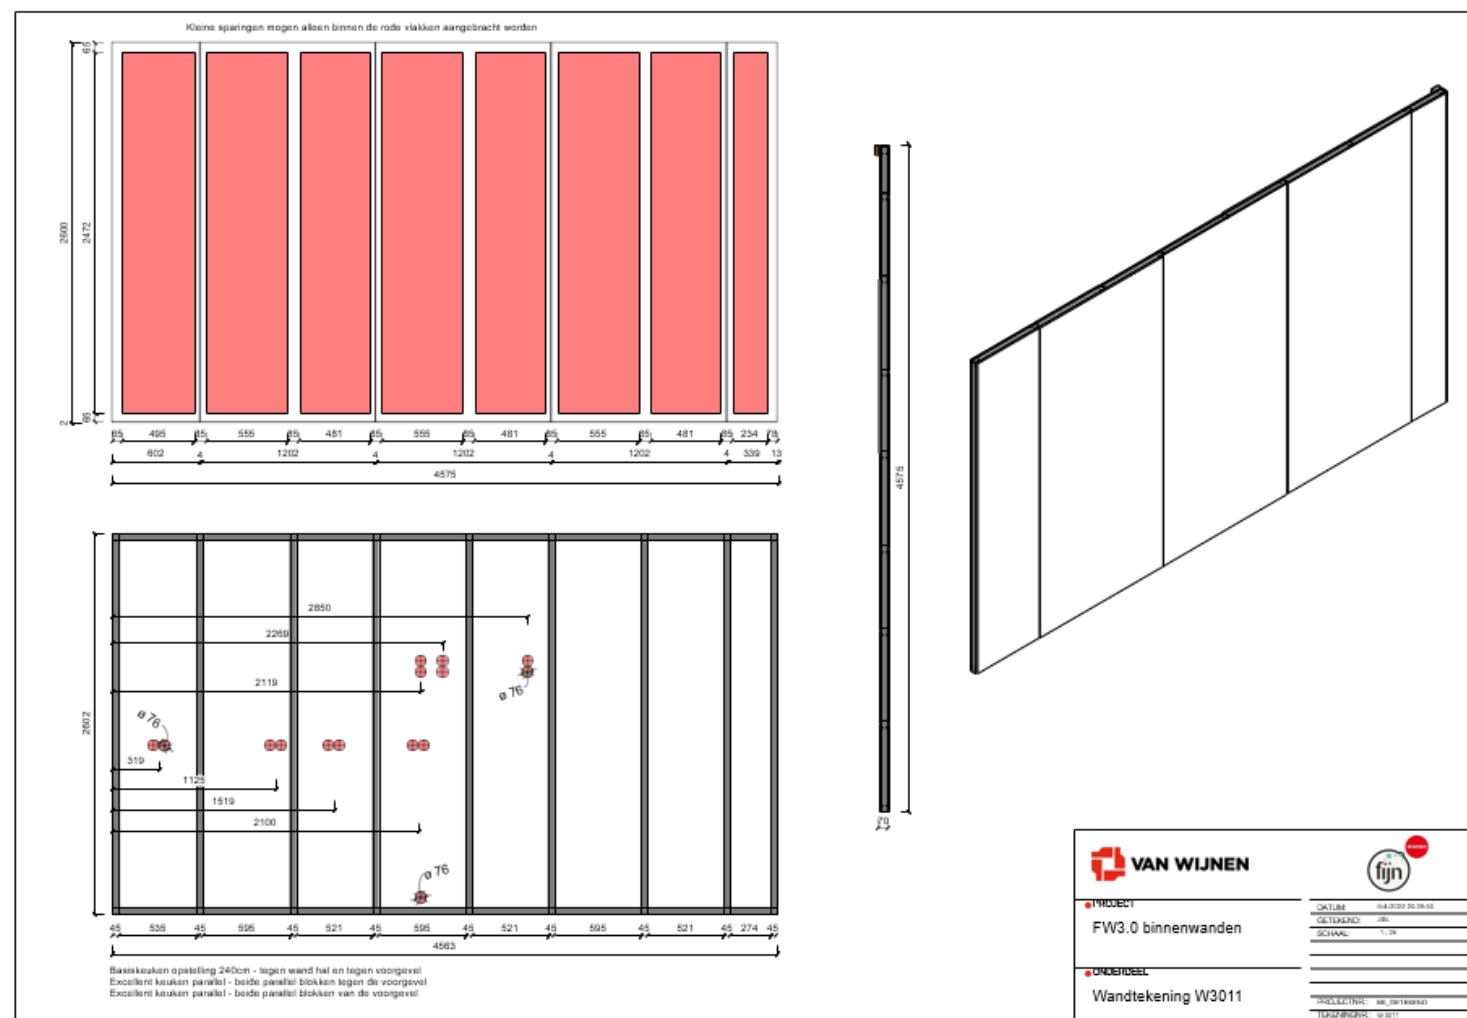 Kleine sparingen mogen alleen binnen de rode vlakken aangebracht worden
65
2600
2472
65
2
65 495 65 555 65 481 65 555 65 481 65 555 65 481 65 234 78
602 4 1202 4 1202 4 1202 4 339 13
4575
4575
70
2850
2269
2119
ø 76
ø 76
2602
319
1125
1519
2100
ø 76
45 535 45 595 45 521 45 595 45 521 45 595 45 521 45 274 45
4563
Basiskeuken opstelling 240cm - tegen wand hal en tegen voorgevel
Excellent keuken parallel - beide parallel blokken tegen de voorgevel
Excellent keuken parallel - beide parallel blokken van de voorgevel
VAN WIJNEN
fijn
wonen
PROJECT
FW3.0 binnenwanden
ONDERDEEL
Wandtekening W3011
DATUM:
GETEKEND:
SCHAAL: 1 : 25
PROJECTNR.:
TEKENINGNR.: W3011